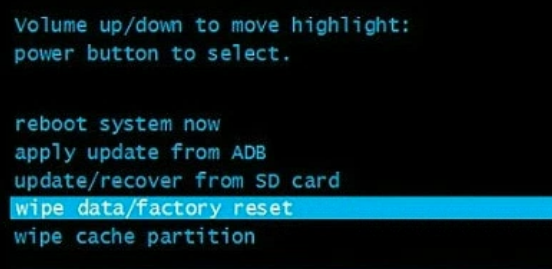 Volume up/down to move highlight:
power button to select.
reboot system now
apply update from ADB
update/recover from SD card
wipe data/factory reset
wipe cache partition